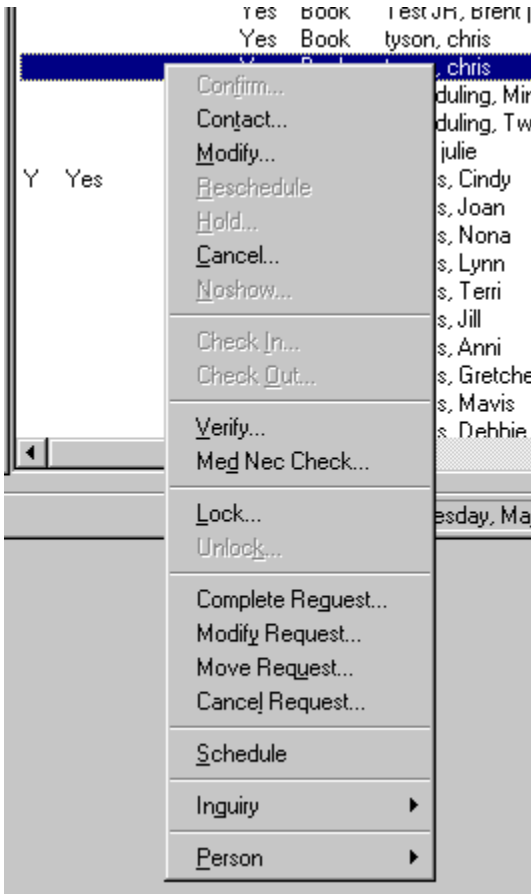 Yes Book Test JR, Brent
Yes Book tyson, chris
, chris
Confirm...
duling, Mir
Contact...
duling, Tw
Modify...
julie
Y Yes
Reschedule
s, Cindy
Hold...
s, Joan
s, Nona
Cancel...
s, Lynn
Noshow...
s, Terri
s, Jill
Check In...
s, Anni
Check Out...
s, Gretche
s, Mavis
Verify...
s, Debbie
Med Nec Check...
Lock...
esday, Ma
Unlock...
Complete Request...
Modify Request...
Move Request...
Cancel Request...
Schedule
Inquiry
Person